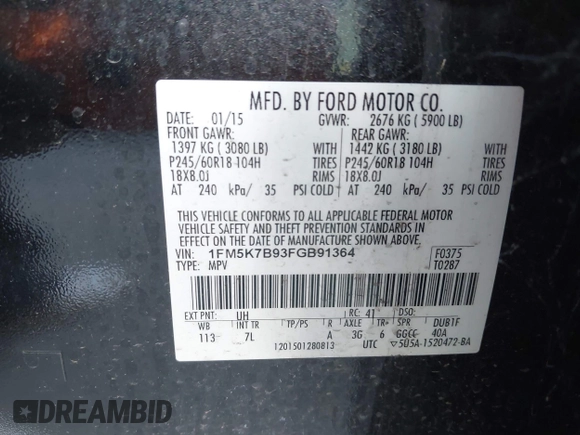 MFD. BY FORD MOTOR CO.
DATE: 01/15 GVWR: 2676 KG ( 5900 LB)
FRONT GAWR: REAR GAWR:
1397 KG ( 3080 LB) WITH 1442 KG ( 3180 LB) WITH
P245/60R18 104H TIRES P245/60R18 104H TIRES
18X8.0J RIMS 18X8.0J RIMS
AT 240 kPa/ 35 PSI COLD AT 240 kPa/ 35 PSI COLD
THIS VEHICLE CONFORMS TO ALL APPLICABLE FEDERAL MOTOR
VEHICLE SAFETY AND THEFT PREVENTION STANDARDS IN
EFFECT ON THE DATE OF MANUFACTURE SHOWN ABOVE.
VIN: 1FM5K7B93FGB91364 F0375
TYPE: MPV T0287
EXT PNT: UH RC: 41 DSO:
WB INT TR TP/PS R AXLE TR SPR DUB1F
113 7L A 3G 6 GGCC 40A
1201501280813 UTC 5U5A-1520472-BA
DREAMBID